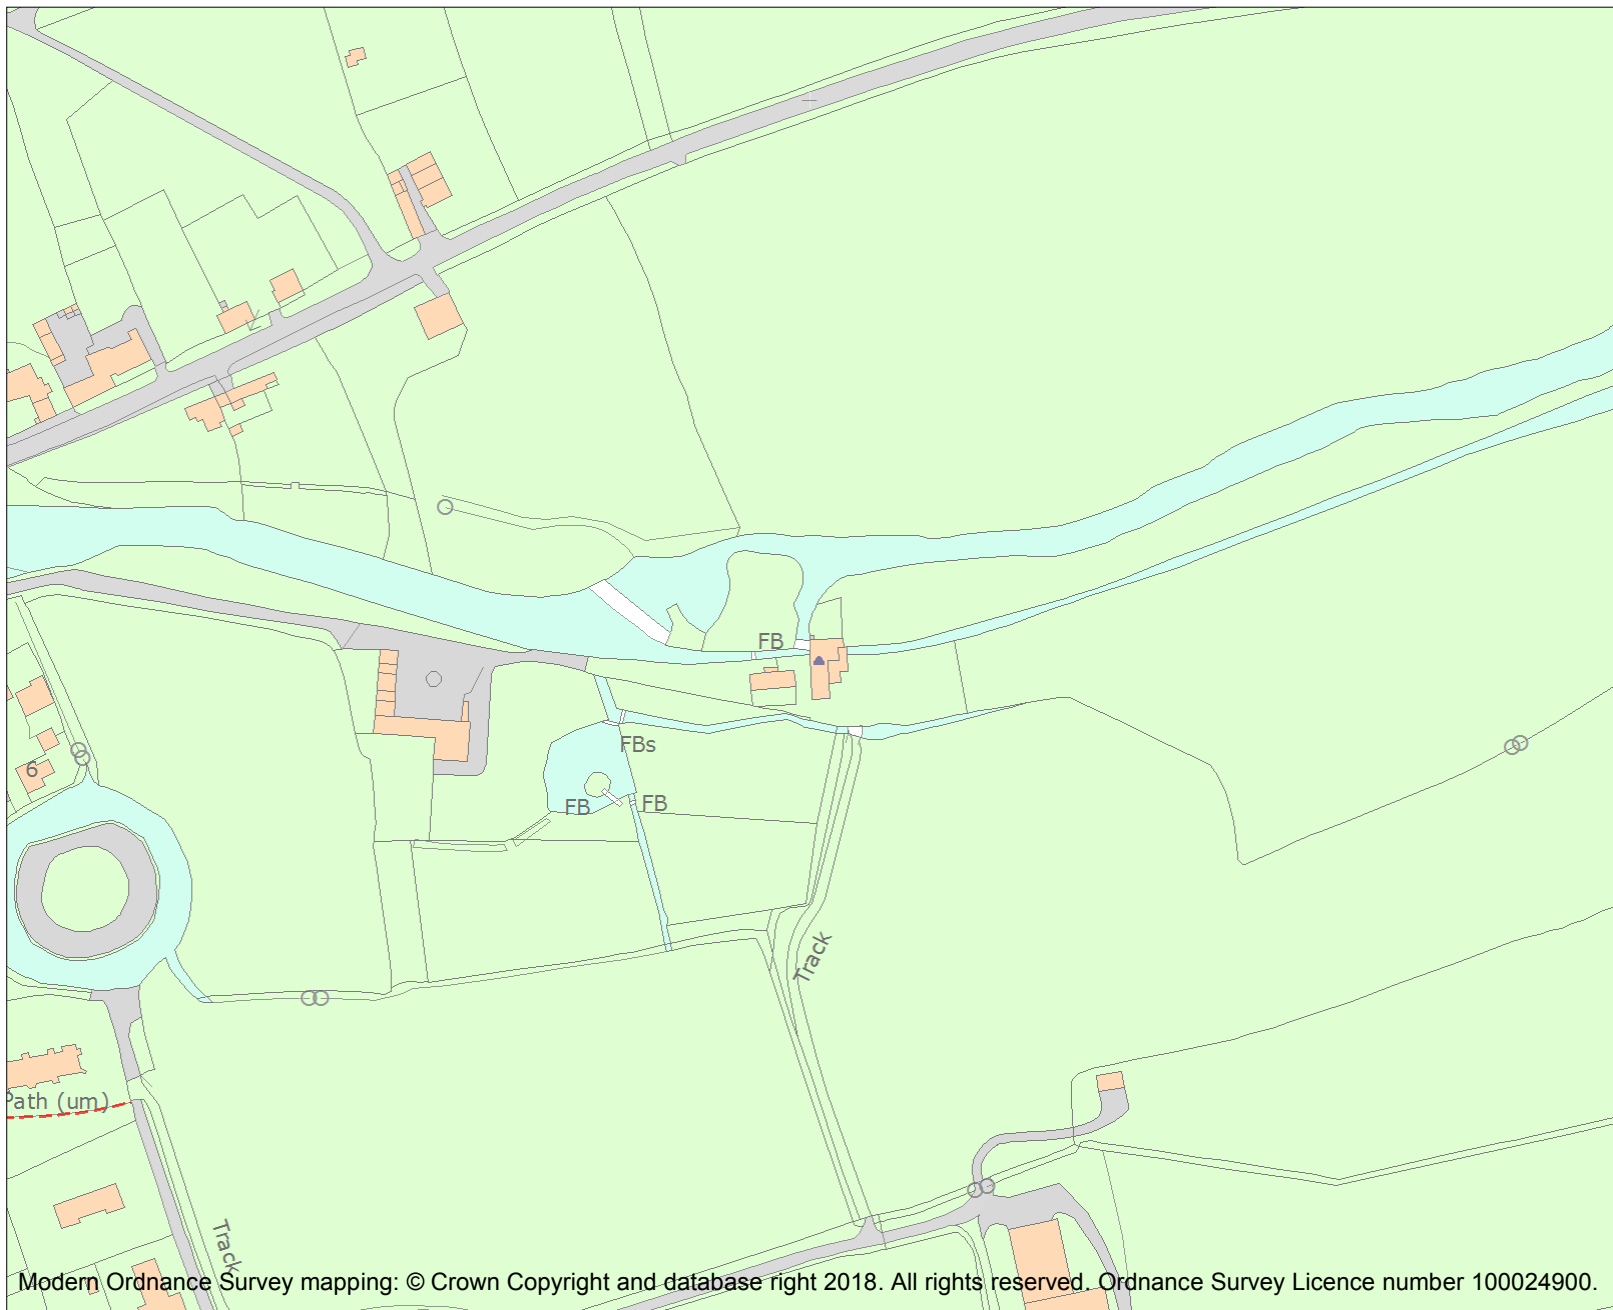 FB
FBs
6
FB
FB
Track
Path (um)
Track
Modern Ordnance Survey mapping: © Crown Copyright and database right 2018. All rights reserved. Ordnance Survey Licence number 100024900.